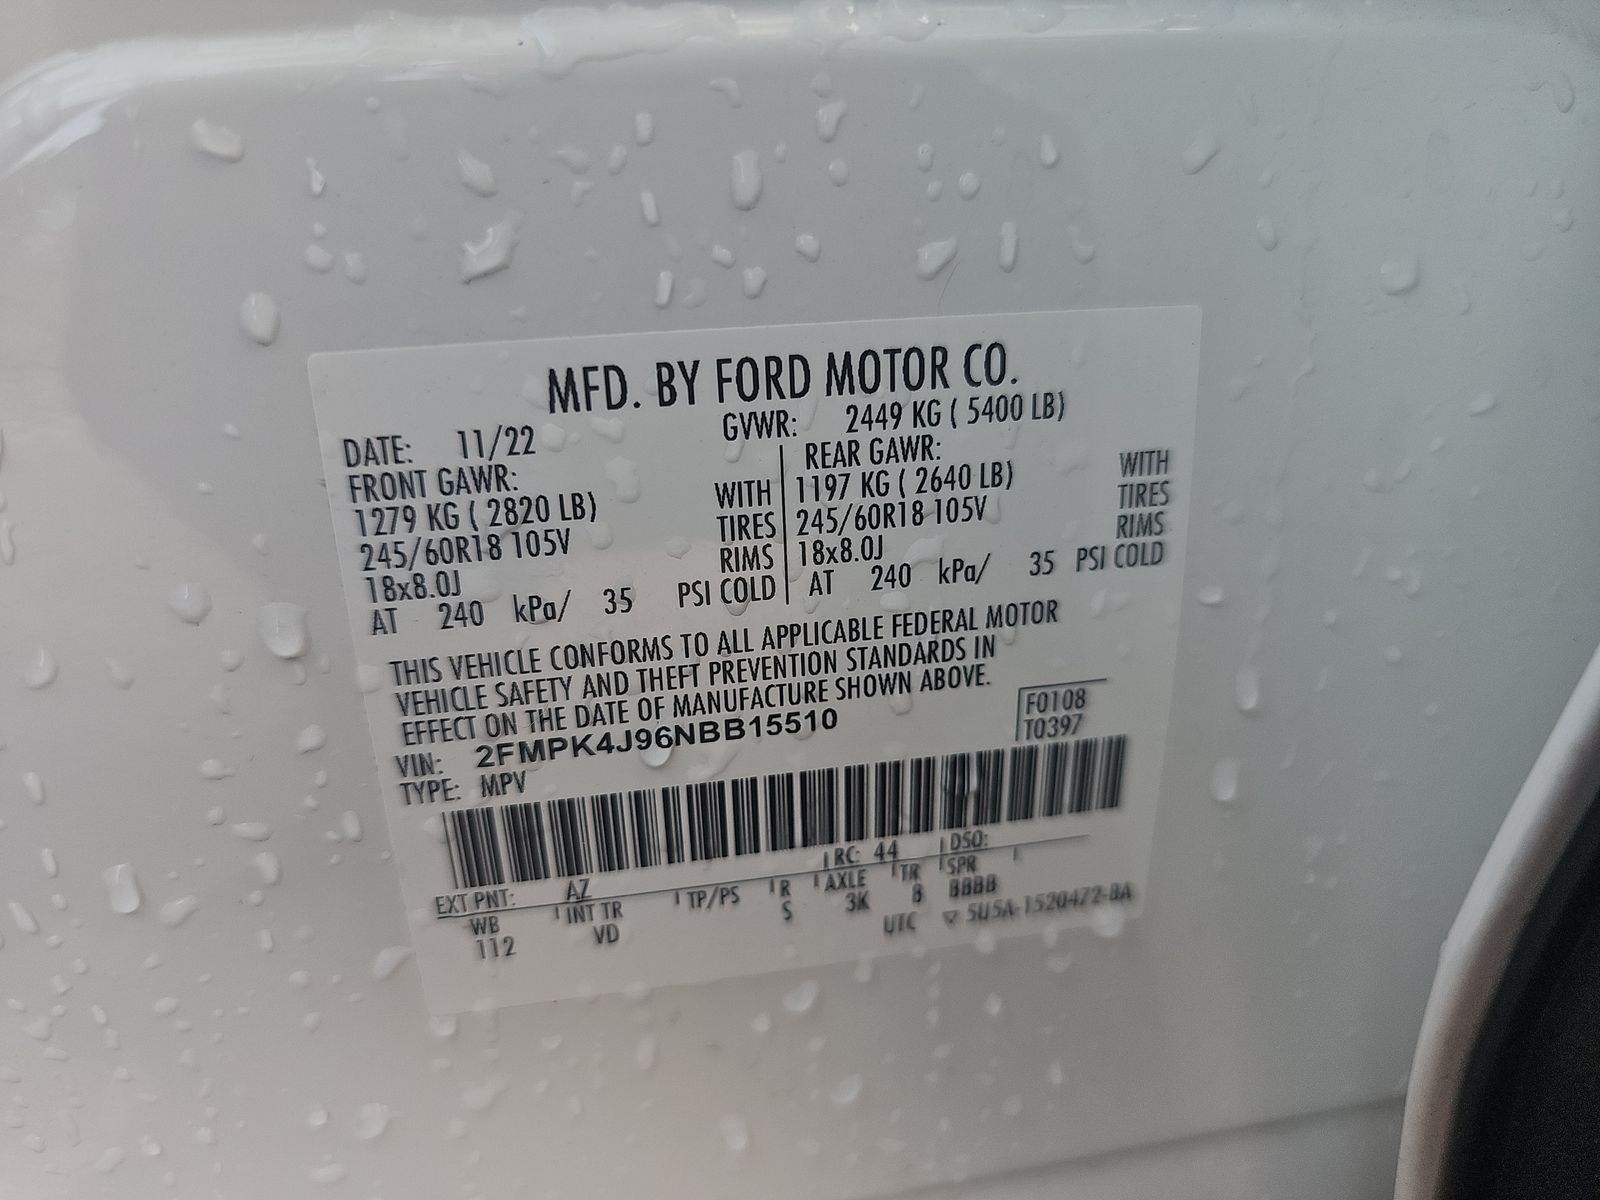 MFD. BY FORD MOTOR CO.
DATE: 11/22 GVWR: 2449 KG ( 5400 LB)
FRONT GAWR: REAR GAWR:
1279 KG ( 2820 LB) WITH 1197 KG ( 2640 LB) WITH
245/60R18 105V TIRES 245/60R18 105V TIRES
18x8.0J RIMS 18x8.0J RIMS
AT 240 kPa/ 35 PSI COLD AT 240 kPa/ 35 PSI COLD
THIS VEHICLE CONFORMS TO ALL APPLICABLE FEDERAL MOTOR
VEHICLE SAFETY AND THEFT PREVENTION STANDARDS IN
EFFECT ON THE DATE OF MANUFACTURE SHOWN ABOVE.
VIN: 2FMPK4J96NBB15510 F0108
TYPE: MPV T0397
EXT PNT: AZ RC: 44 DSO:
WB INT TR TP/PS R AXLE TR SPR
112 VD S 3K B BBBB
UTC ▽ 5U5A-1520472-BA